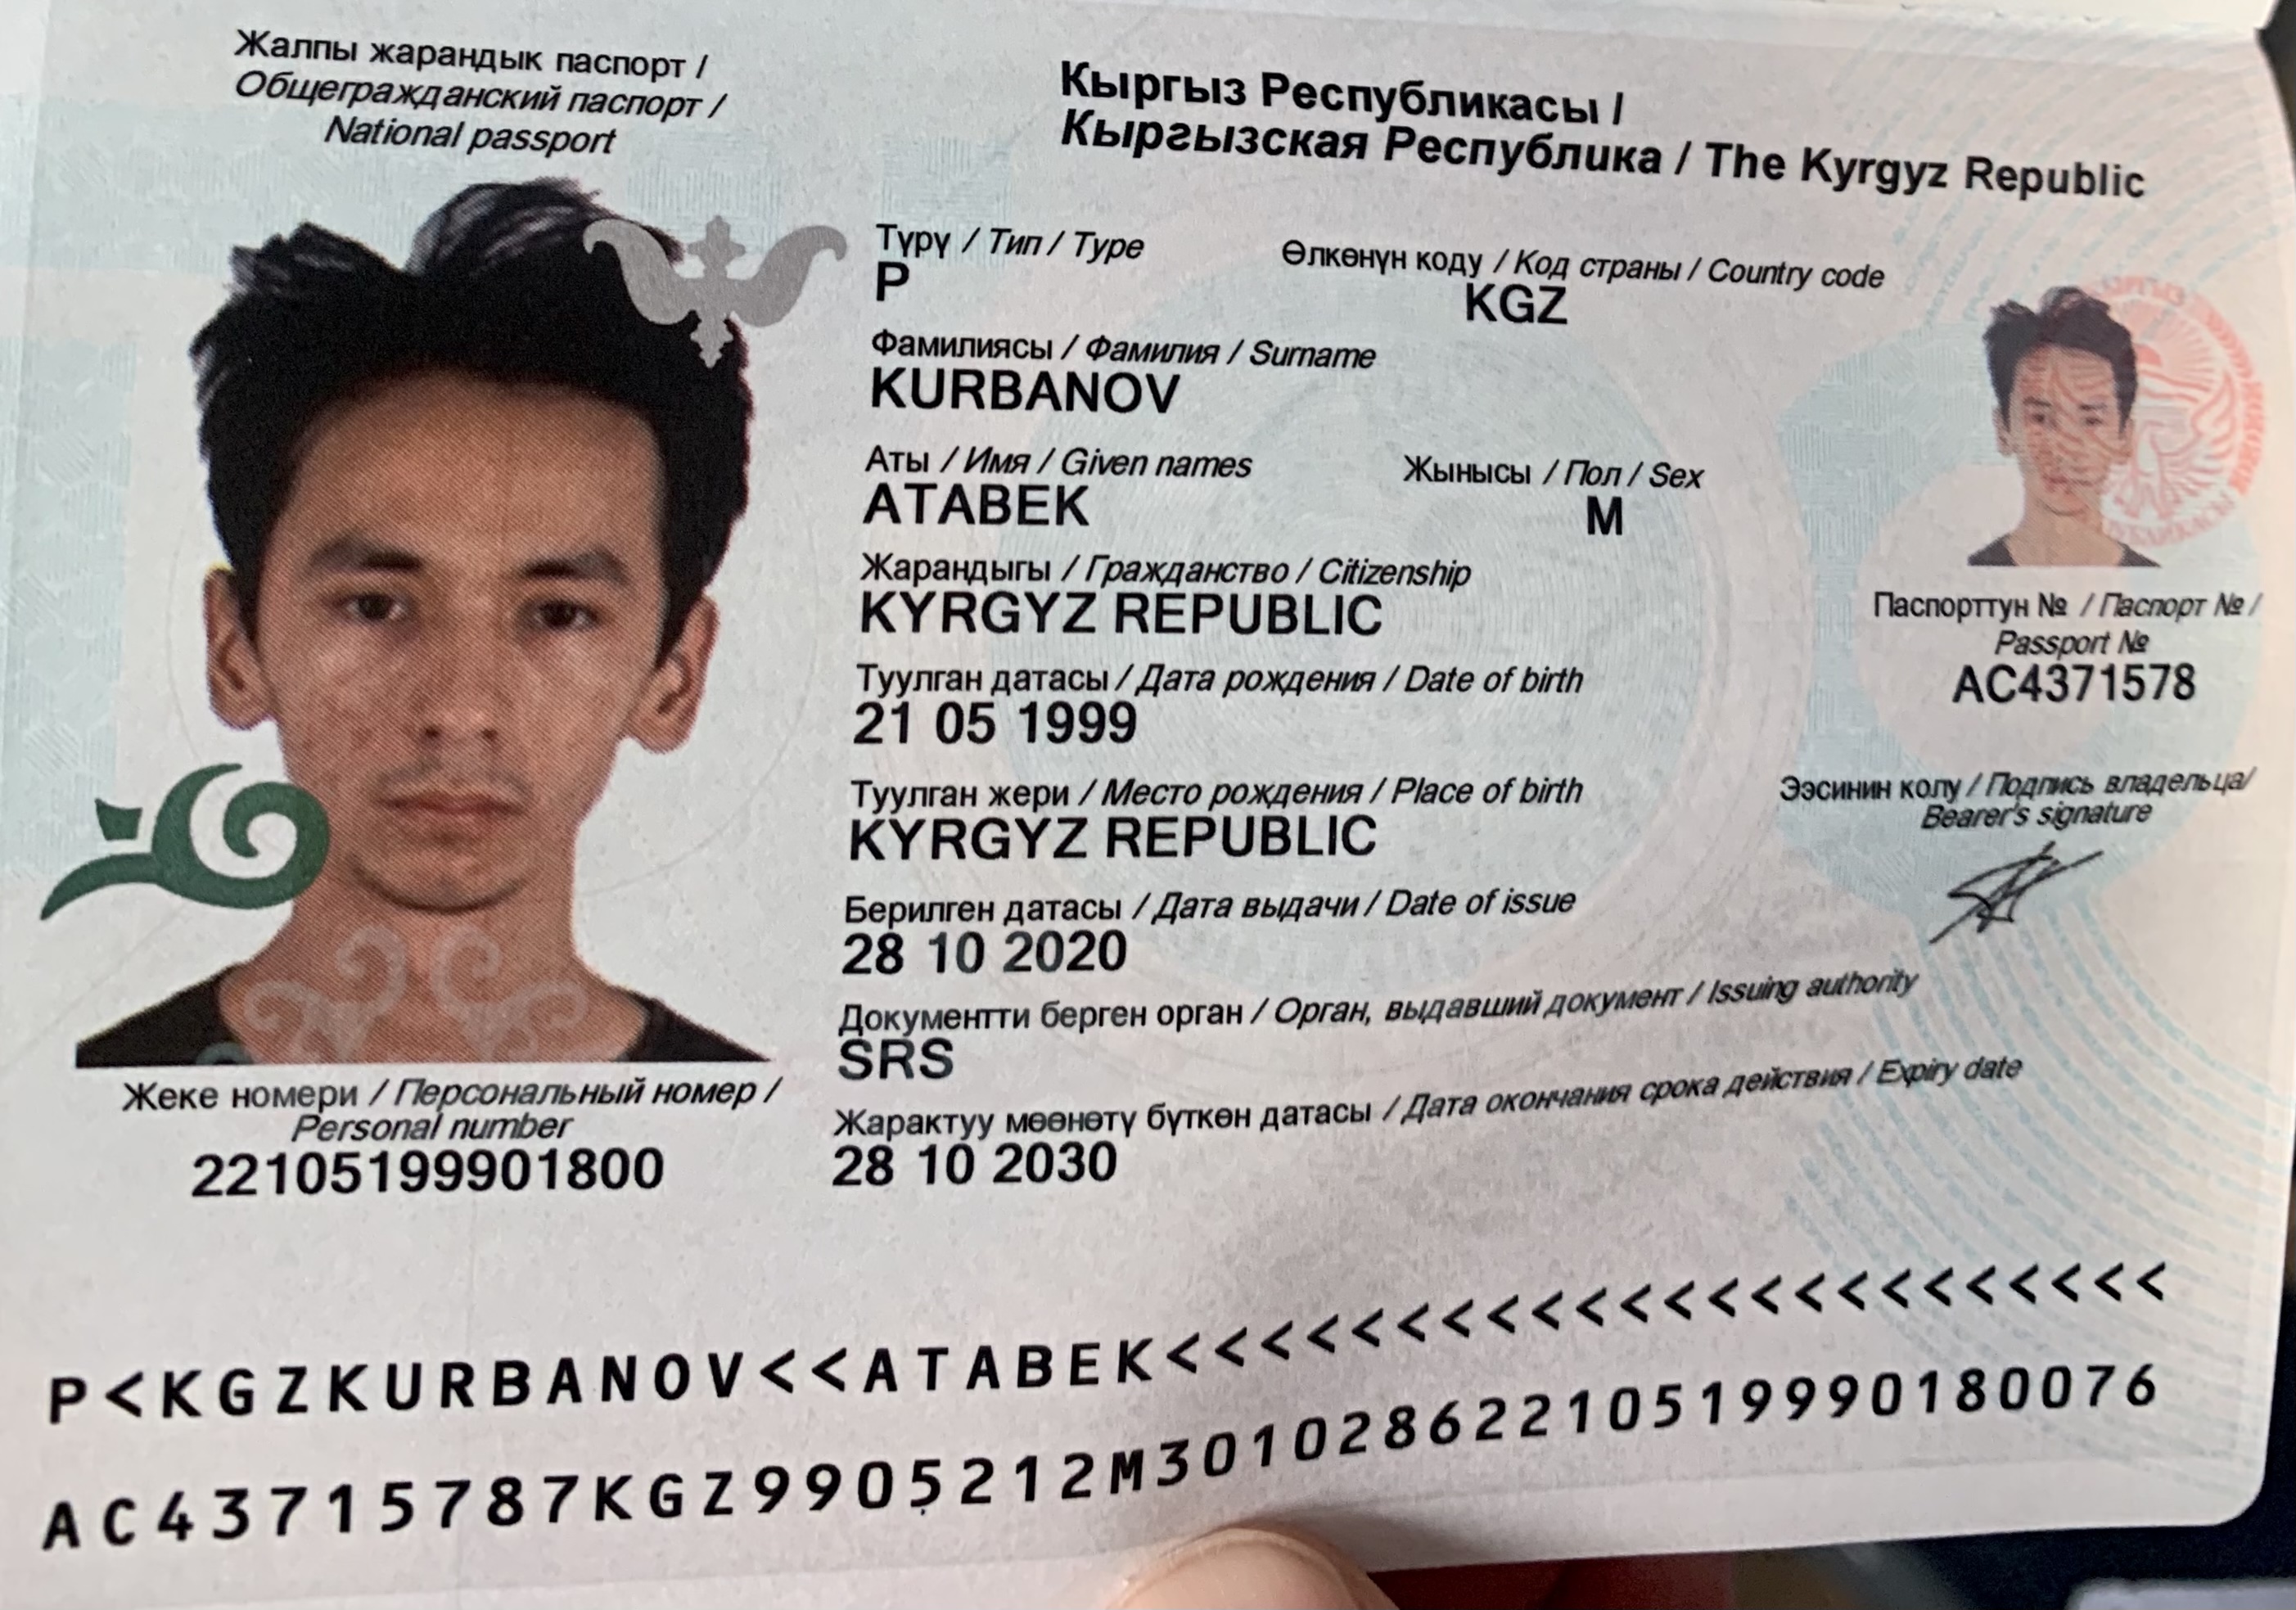 Жалпы жарандык паспорт /
Общегражданский паспорт /
National passport
Кыргыз Республикасы /
Кыргызская Республика / The Kyrgyz Republic
Түрү / Тип / Type
P
Өлкөнүн коду / Код страны / Country code
KGZ
Фамилиясы / Фамилия / Surname
KURBANOV
Аты / Имя / Given names
ATABEK
Жынысы / Пол / Sex
M
Жарандыгы / Гражданство / Citizenship
KYRGYZ REPUBLIC
Туулган датасы / Дата рождения / Date of birth
21 05 1999
Туулган жери / Место рождения / Place of birth
KYRGYZ REPUBLIC
Берилген датасы / Дата выдачи / Date of issue
28 10 2020
Документти берген орган / Орган, выдавший документ / Issuing authority
SRS
Жарактуу мөөнөтү бүткөн датасы / Дата окончания срока действия / Expiry date
28 10 2030
Паспорттун № / Паспорт № /
Passport №
AC4371578
Ээсинин колу / Подпись владельца/
Bearer's signature
Жеке номери / Персональный номер /
Personal number
22105199901800
P<KGZKURBANOV<<ATABEK<<<<<<<<<<<<<<<<<<<<<<<
AC43715787KGZ9905212M30102862210519990180076